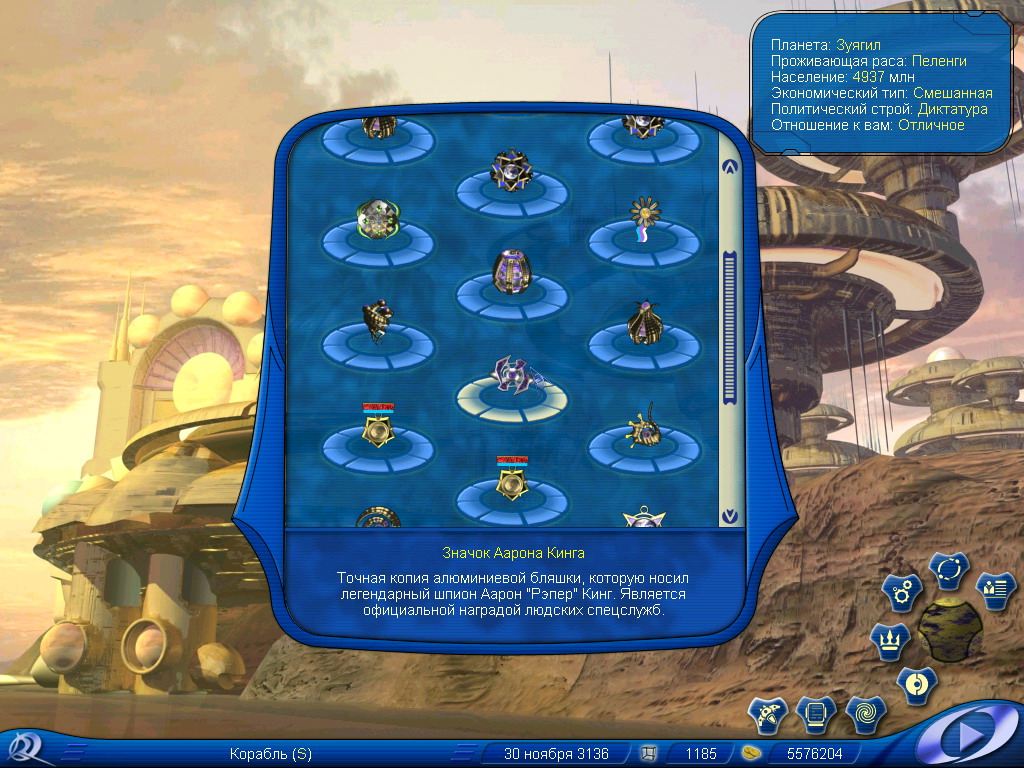 Планета: Зуягил
Проживающая раса: Пеленги
Население: 4937 млн
Экономический тип: Смешанная
Политический строй: Диктатура
Отношение к вам: Отличное
Значок Аарона Кинга
Точная копия алюминиевой бляшки, которую носил
легендарный шпион Аарон "Рэпер" Кинг. Является
официальной наградой людских спецслужб.
Корабль (S)
30 ноября 3136
1185
5576204